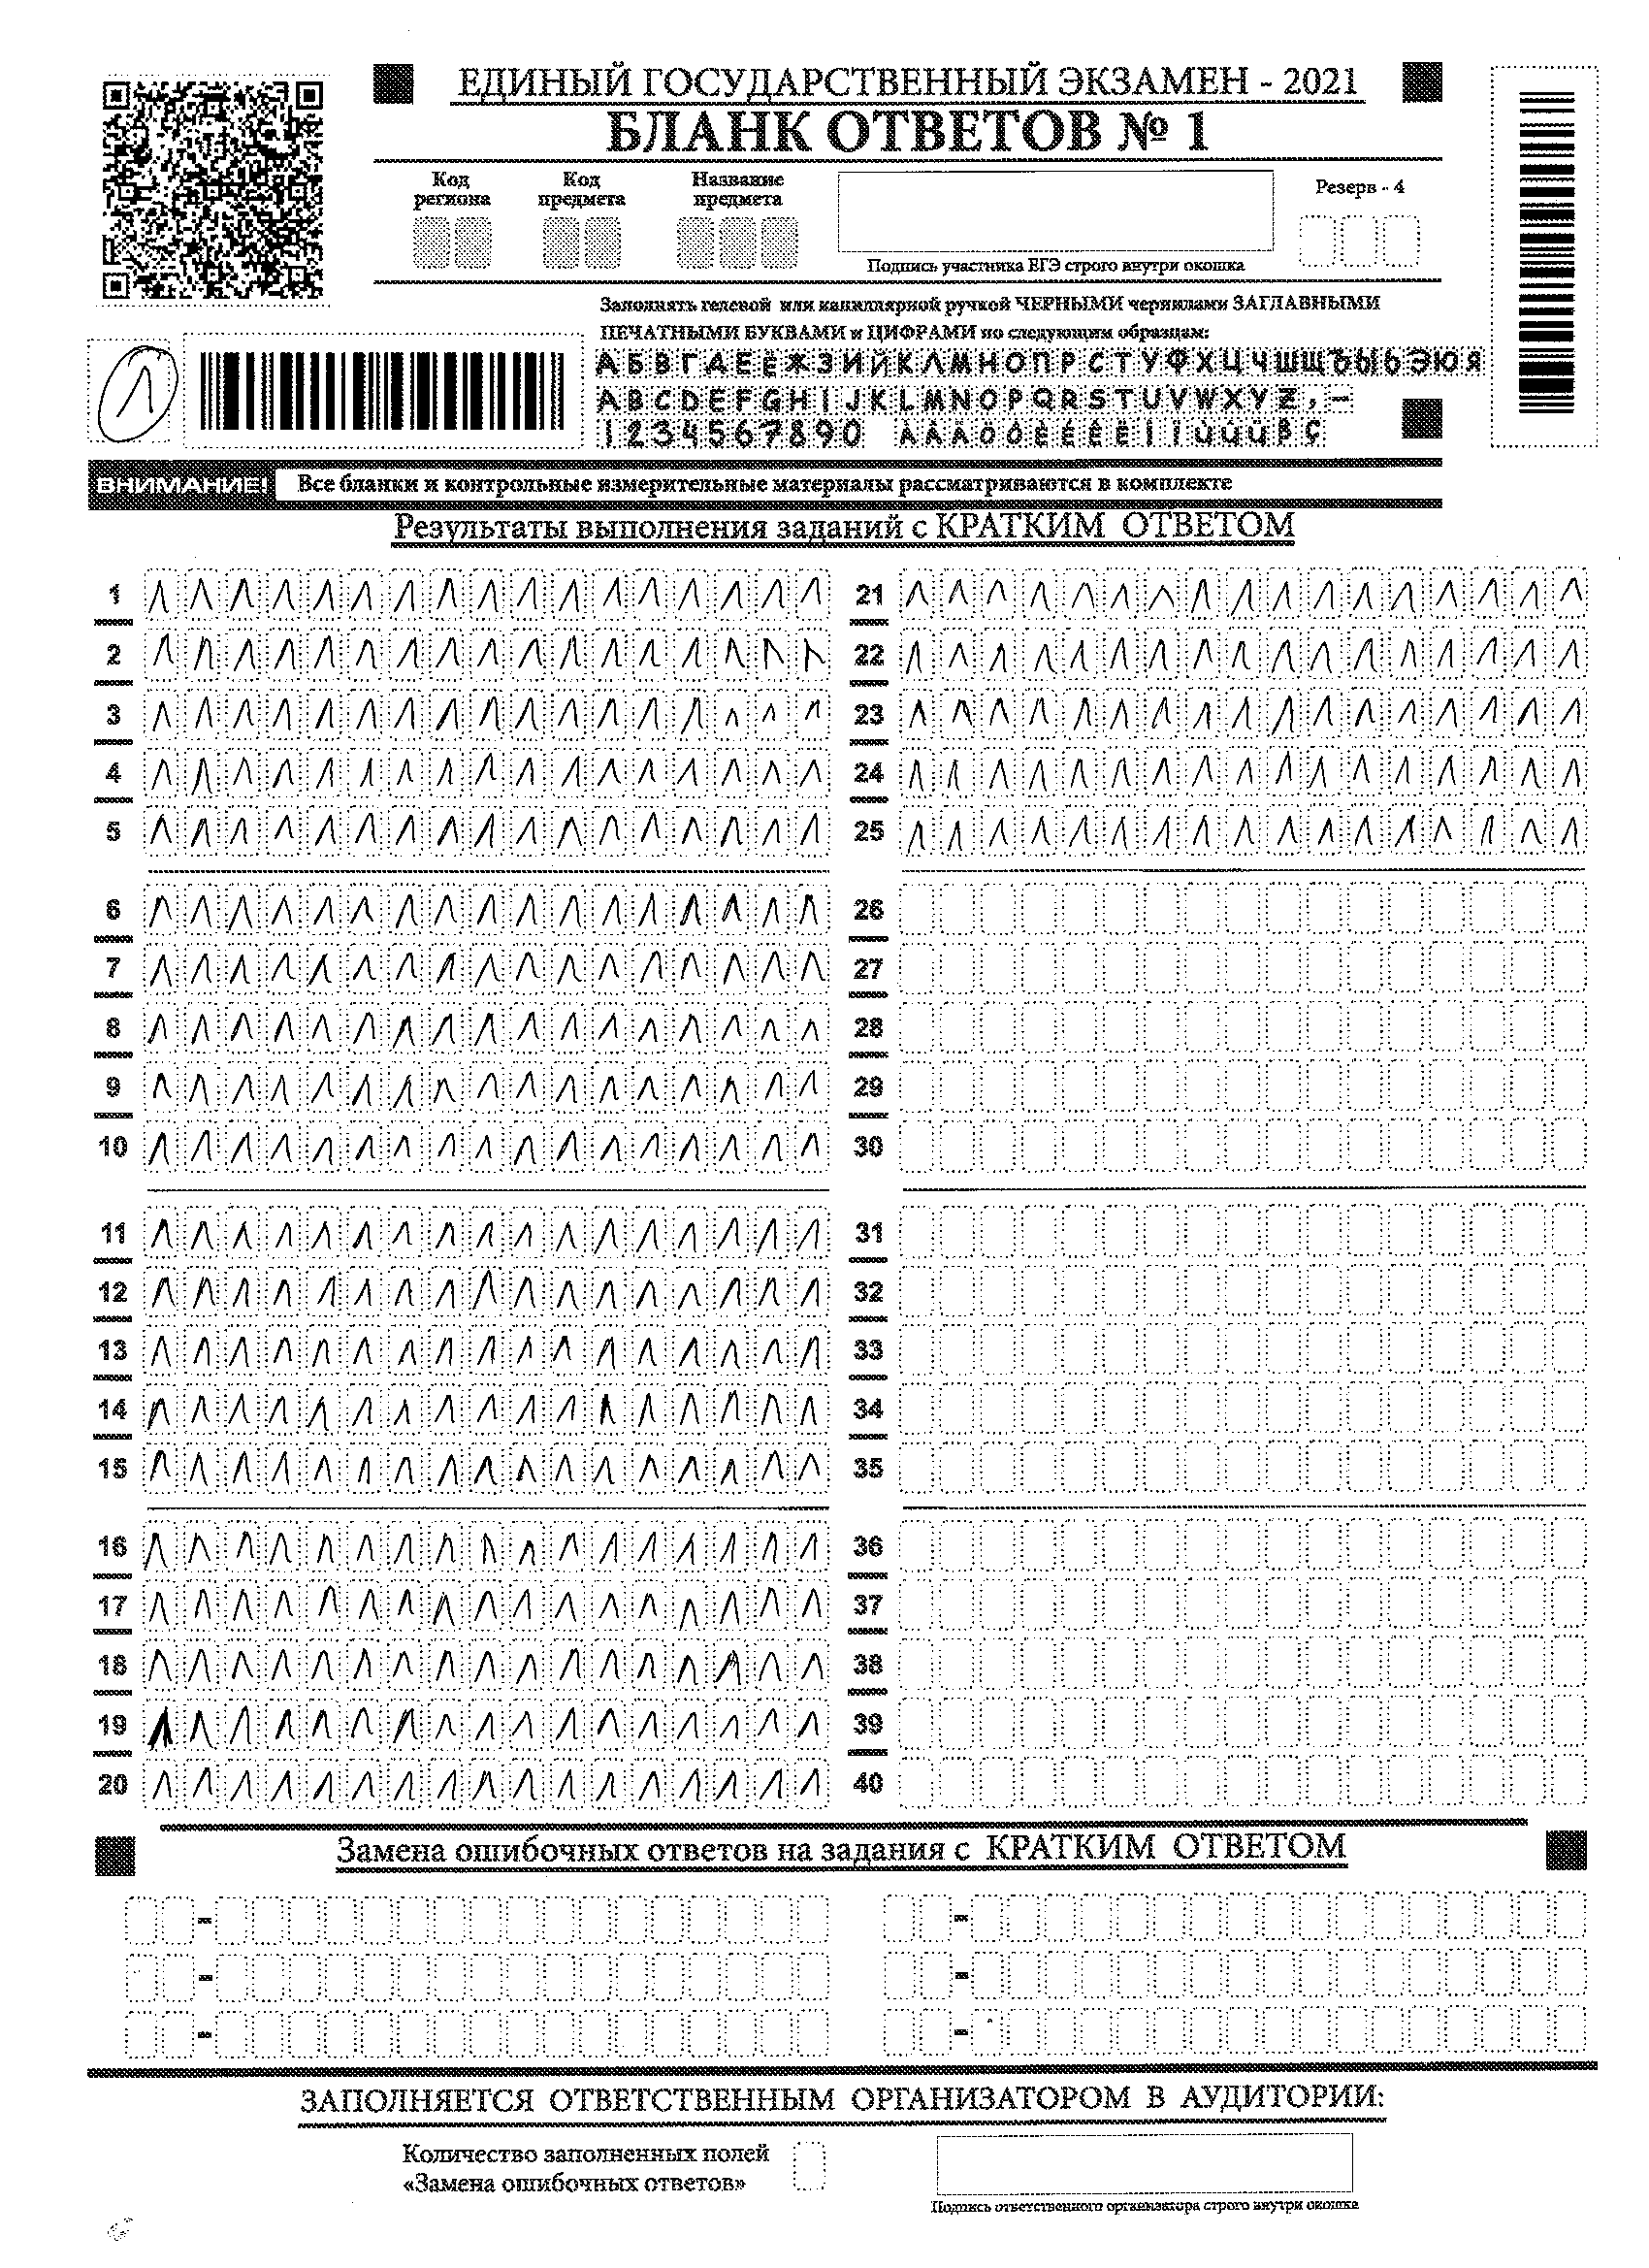 ЕДИНЫЙ ГОСУДАРСТВЕННЫЙ ЭКЗАМЕН - 2021
БЛАНК ОТВЕТОВ № 1
Код региона
Код предмета
Название предмета
Резерв - 4
Подпись участника ЕГЭ строго внутри окошка
Заполнять гелевой или капиллярной ручкой ЧЕРНЫМИ чернилами ЗАГЛАВНЫМИ
ПЕЧАТНЫМИ БУКВАМИ и ЦИФРАМИ по следующим образцам:
Л
АБВГДЕЁЖЗИЙКЛМНОПРСТУФХЦЧШЩЪЫЬЭЮЯ
ABCDEFGHIJKLMNOPQRSTUVWXYZ,-
1234567890 ÀÂÄÖÔÈÉÊËÎÏÙÛÜßÇ
ВНИМАНИЕ! Все бланки и контрольные измерительные материалы рассматриваются в комплекте
Результаты выполнения заданий с КРАТКИМ ОТВЕТОМ
1 ЛЛЛЛЛЛЛЛЛЛЛЛЛЛЛЛЛ
2 ЛЛЛЛЛЛЛЛЛЛЛЛЛЛЛЛЛ
3 ЛЛЛЛЛЛЛЛЛЛЛЛЛЛЛЛЛ
4 ЛЛЛЛЛЛЛЛЛЛЛЛЛЛЛЛЛ
5 ЛЛЛЛЛЛЛЛЛЛЛЛЛЛЛЛЛ
6 ЛЛЛЛЛЛЛЛЛЛЛЛЛЛЛЛЛ
7 ЛЛЛЛЛЛЛЛЛЛЛЛЛЛЛЛЛ
8 ЛЛЛЛЛЛЛЛЛЛЛЛЛЛЛЛЛ
9 ЛЛЛЛЛЛЛЛЛЛЛЛЛЛЛЛЛ
10 ЛЛЛЛЛЛЛЛЛЛЛЛЛЛЛЛЛ
11 ЛЛЛЛЛЛЛЛЛЛЛЛЛЛЛЛЛ
12 ЛЛЛЛЛЛЛЛЛЛЛЛЛЛЛЛЛ
13 ЛЛЛЛЛЛЛЛЛЛЛЛЛЛЛЛЛ
14 ЛЛЛЛЛЛЛЛЛЛЛЛЛЛЛЛЛ
15 ЛЛЛЛЛЛЛЛЛЛЛЛЛЛЛЛЛ
16 ЛЛЛЛЛЛЛЛЛЛЛЛЛЛЛЛЛ
17 ЛЛЛЛЛЛЛЛЛЛЛЛЛЛЛЛЛ
18 ЛЛЛЛЛЛЛЛЛЛЛЛЛЛЛЛЛ
19 ЛЛЛЛЛЛЛЛЛЛЛЛЛЛЛЛЛ
20 ЛЛЛЛЛЛЛЛЛЛЛЛЛЛЛЛЛ
21 ЛЛЛЛЛЛЛЛЛЛЛЛЛЛЛЛЛ
22 ЛЛЛЛЛЛЛЛЛЛЛЛЛЛЛЛЛ
23 ЛЛЛЛЛЛЛЛЛЛЛЛЛЛЛЛЛ
24 ЛЛЛЛЛЛЛЛЛЛЛЛЛЛЛЛЛ
25 ЛЛЛЛЛЛЛЛЛЛЛЛЛЛЛЛЛ
26
27
28
29
30
31
32
33
34
35
36
37
38
39
40
Замена ошибочных ответов на задания с КРАТКИМ ОТВЕТОМ
ЗАПОЛНЯЕТСЯ ОТВЕТСТВЕННЫМ ОРГАНИЗАТОРОМ В АУДИТОРИИ:
Количество заполненных полей
«Замена ошибочных ответов»
Подпись ответственного организатора строго внутри окошка